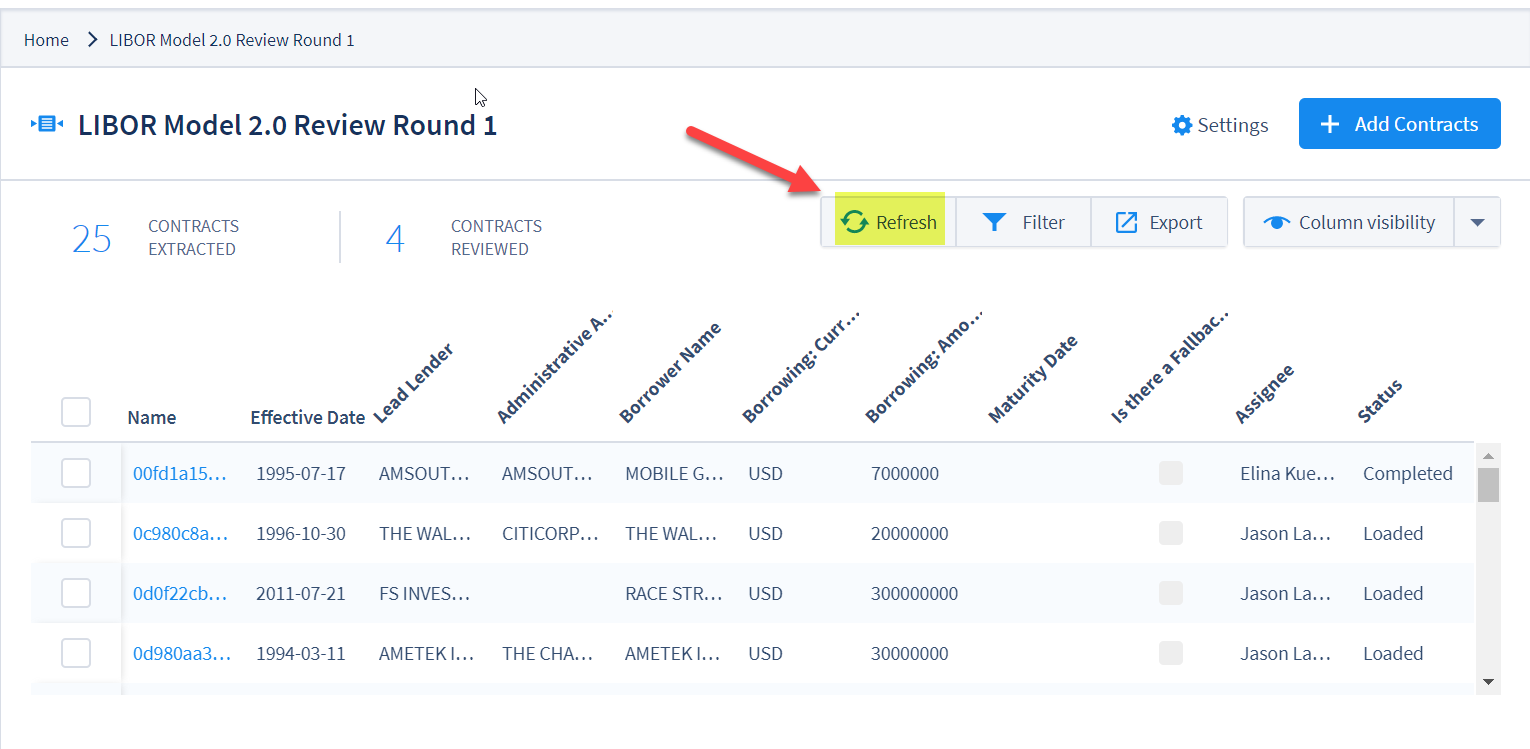 Home > LIBOR Model 2.0 Review Round 1
LIBOR Model 2.0 Review Round 1
Settings
+ Add Contracts
25 CONTRACTS EXTRACTED
4 CONTRACTS REVIEWED
Refresh Filter Export Column visibility
Name Effective Date Lead Lender Administrative A... Borrower Name Borrowing: Curr... Borrowing: Amo... Maturity Date Is there a Fallbac... Assignee Status
00fd1a15... 1995-07-17 AMSOUT... AMSOUT... MOBILE G... USD 7000000 Elina Kue... Completed
0c980c8a... 1996-10-30 THE WAL... CITICORP... THE WAL... USD 20000000 Jason La... Loaded
0d0f22cb... 2011-07-21 FS INVES... RACE STR... USD 300000000 Jason La... Loaded
0d980aa3... 1994-03-11 AMETEK I... THE CHA... AMETEK I... USD 30000000 Jason La... Loaded